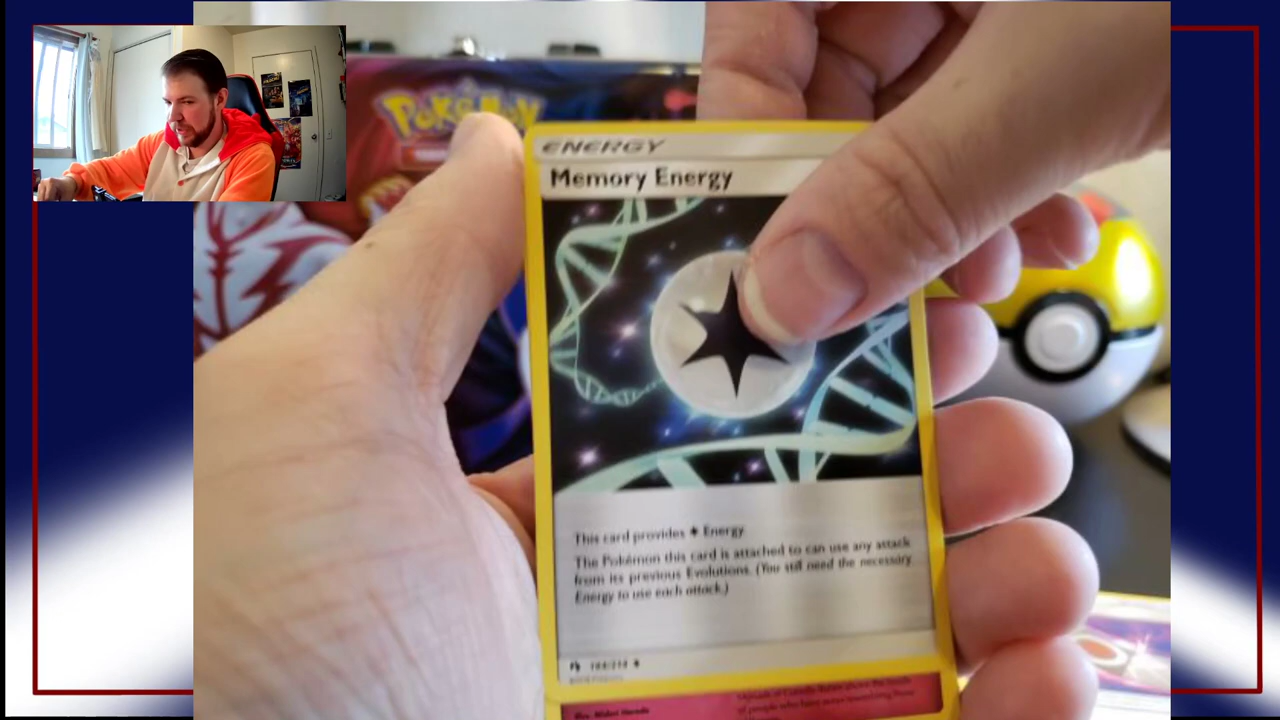 Pokémon
ENERGY
Memory Energy
This card provides Energy.
The Pokémon this card is attached to can use any attack
from its previous Evolutions. (You still need the necessary
Energy to use each attack.)